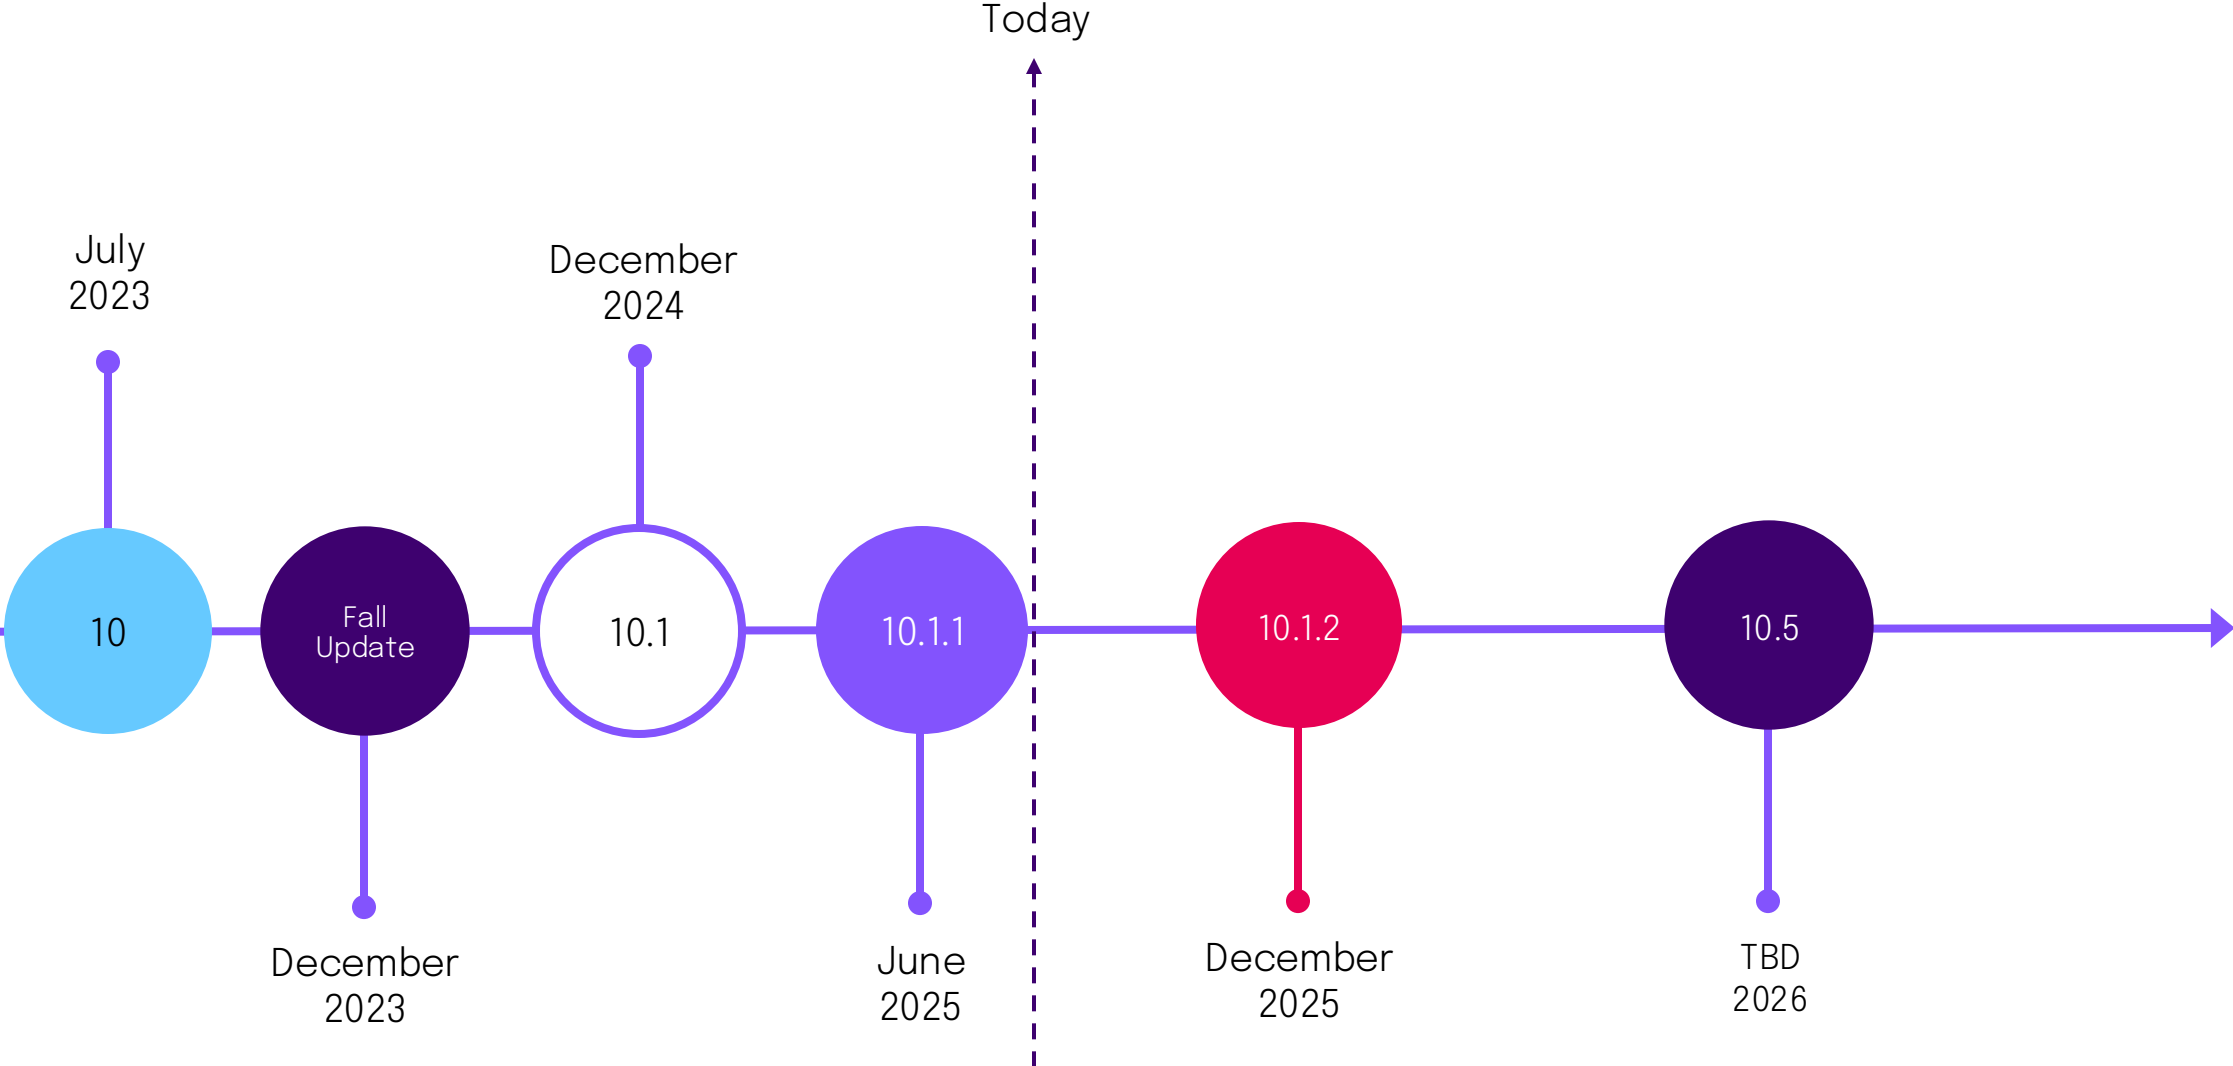 Today
July
2023
December
2024
10
Fall
Update
10.1
10.1.1
10.1.2
10.5
December
2023
June
2025
December
2025
TBD
2026